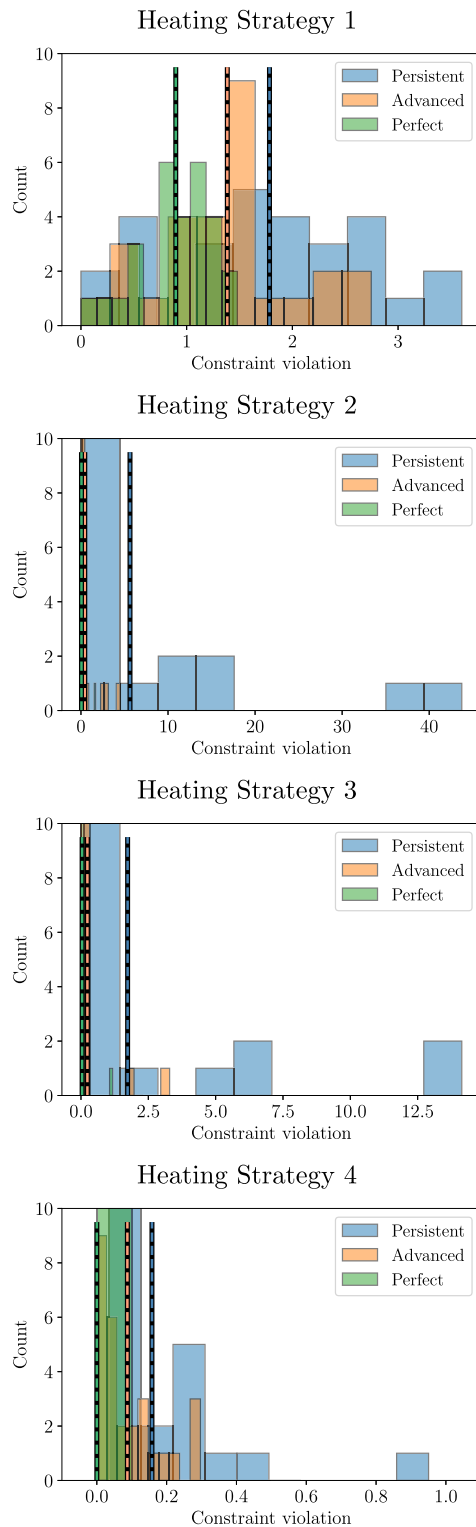 Heating Strategy 1
10
8
6
4
2
0
Count
Persistent
Advanced
Perfect
0 1 2 3
Constraint violation
Heating Strategy 2
10
8
6
4
2
0
Count
Persistent
Advanced
Perfect
0 10 20 30 40
Constraint violation
Heating Strategy 3
10
8
6
4
2
0
Count
Persistent
Advanced
Perfect
0.0 2.5 5.0 7.5 10.0 12.5
Constraint violation
Heating Strategy 4
10
8
6
4
2
0
Count
Persistent
Advanced
Perfect
0.0 0.2 0.4 0.6 0.8 1.0
Constraint violation